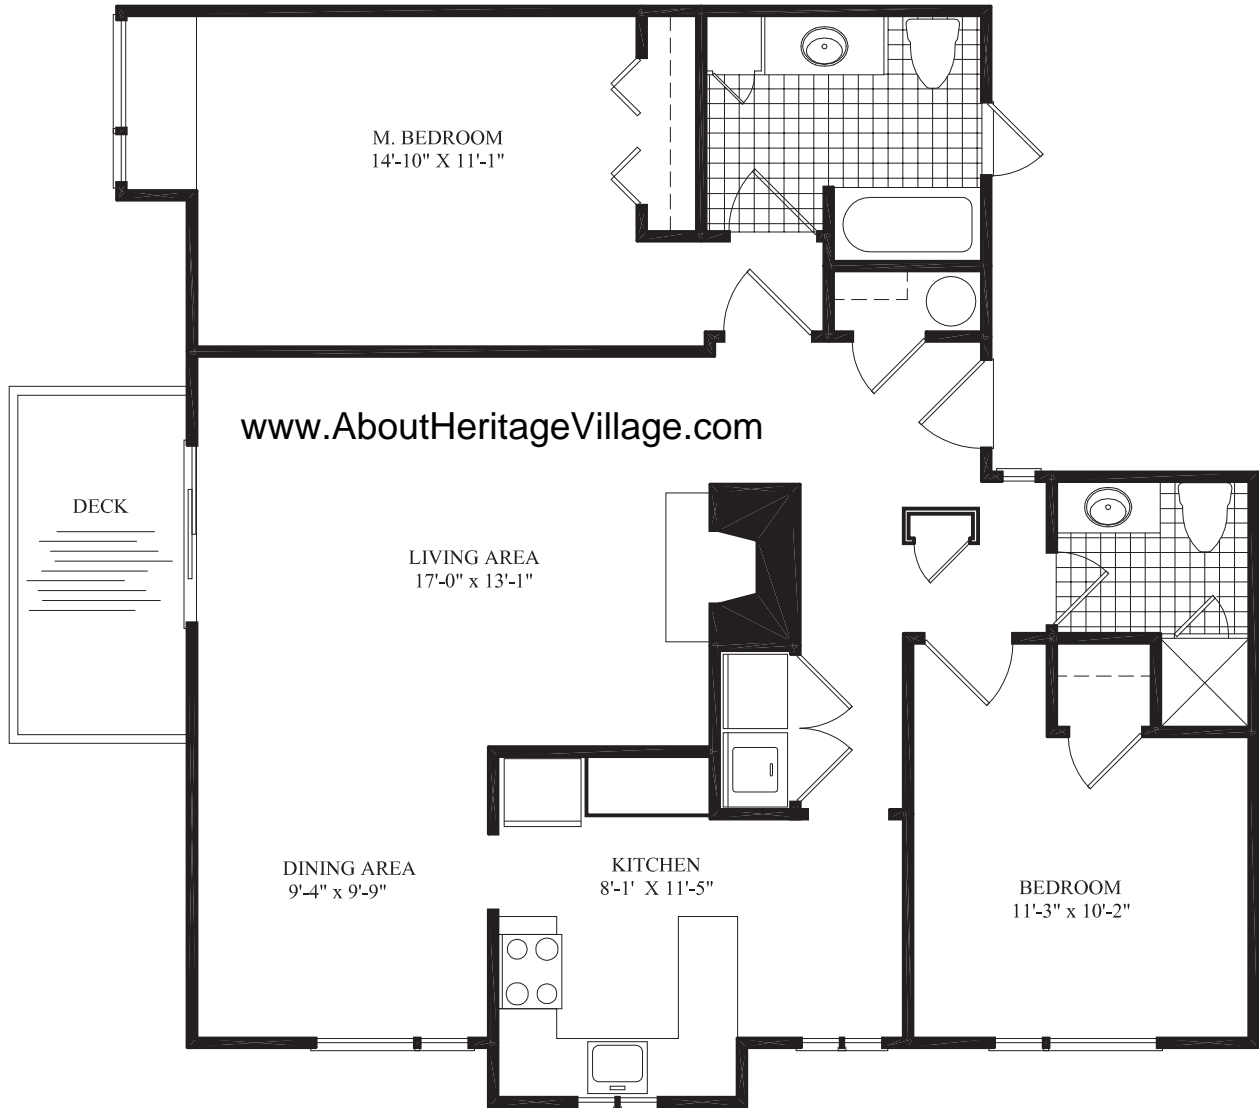 M. BEDROOM
14'-10" X 11'-1"
www.AboutHeritageVillage.com
DECK
LIVING AREA
17'-0" x 13'-1"
DINING AREA
9'-4" x 9'-9"
KITCHEN
8'-1' X 11'-5"
BEDROOM
11'-3" x 10'-2"